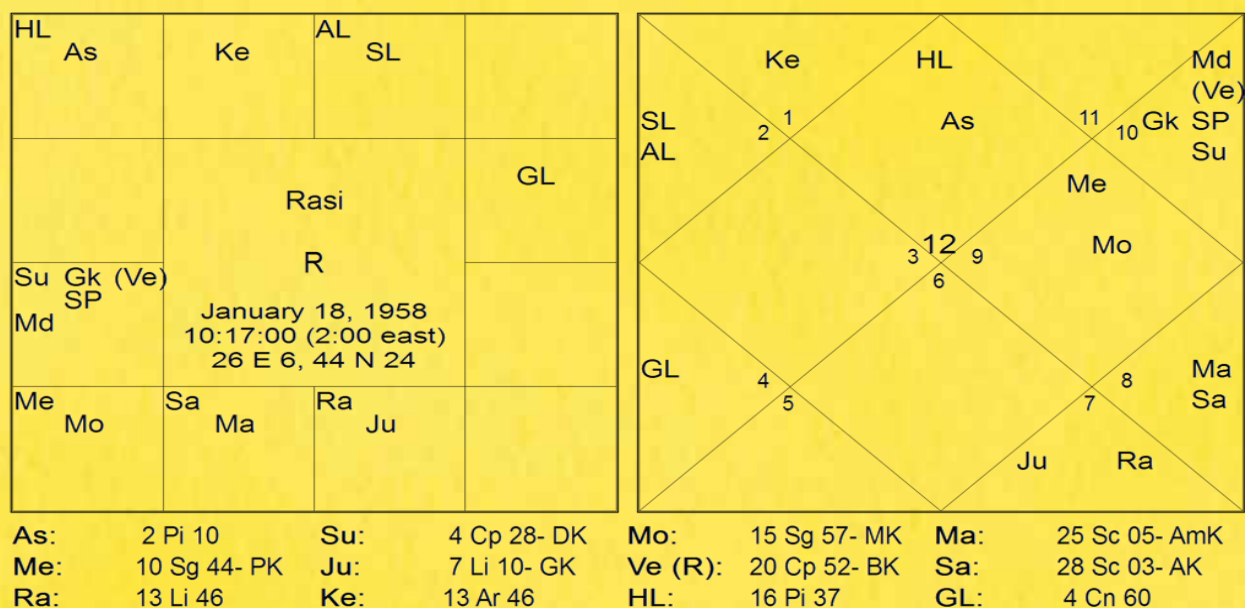 HL
As
Ke
AL
SL
GL
Rasi
R
January 18, 1958
10:17:00 (2:00 east)
26 E 6, 44 N 24
Su Gk (Ve)
SP
Md
Me
Mo
Sa
Ma
Ra
Ju
Ke
HL
Md
(Ve)
SL
2
1
As
11
10
Gk
SP
AL
Su
Me
3
12
9
Mo
6
GL
4
5
8
7
Ma
Sa
Ju
Ra
As: 2 Pi 10 Su: 4 Cp 28- DK Mo: 15 Sg 57- MK Ma: 25 Sc 05- AmK
Me: 10 Sg 44- PK Ju: 7 Li 10- GK Ve (R): 20 Cp 52- BK Sa: 28 Sc 03- AK
Ra: 13 Li 46 Ke: 13 Ar 46 HL: 16 Pi 37 GL: 4 Cn 60